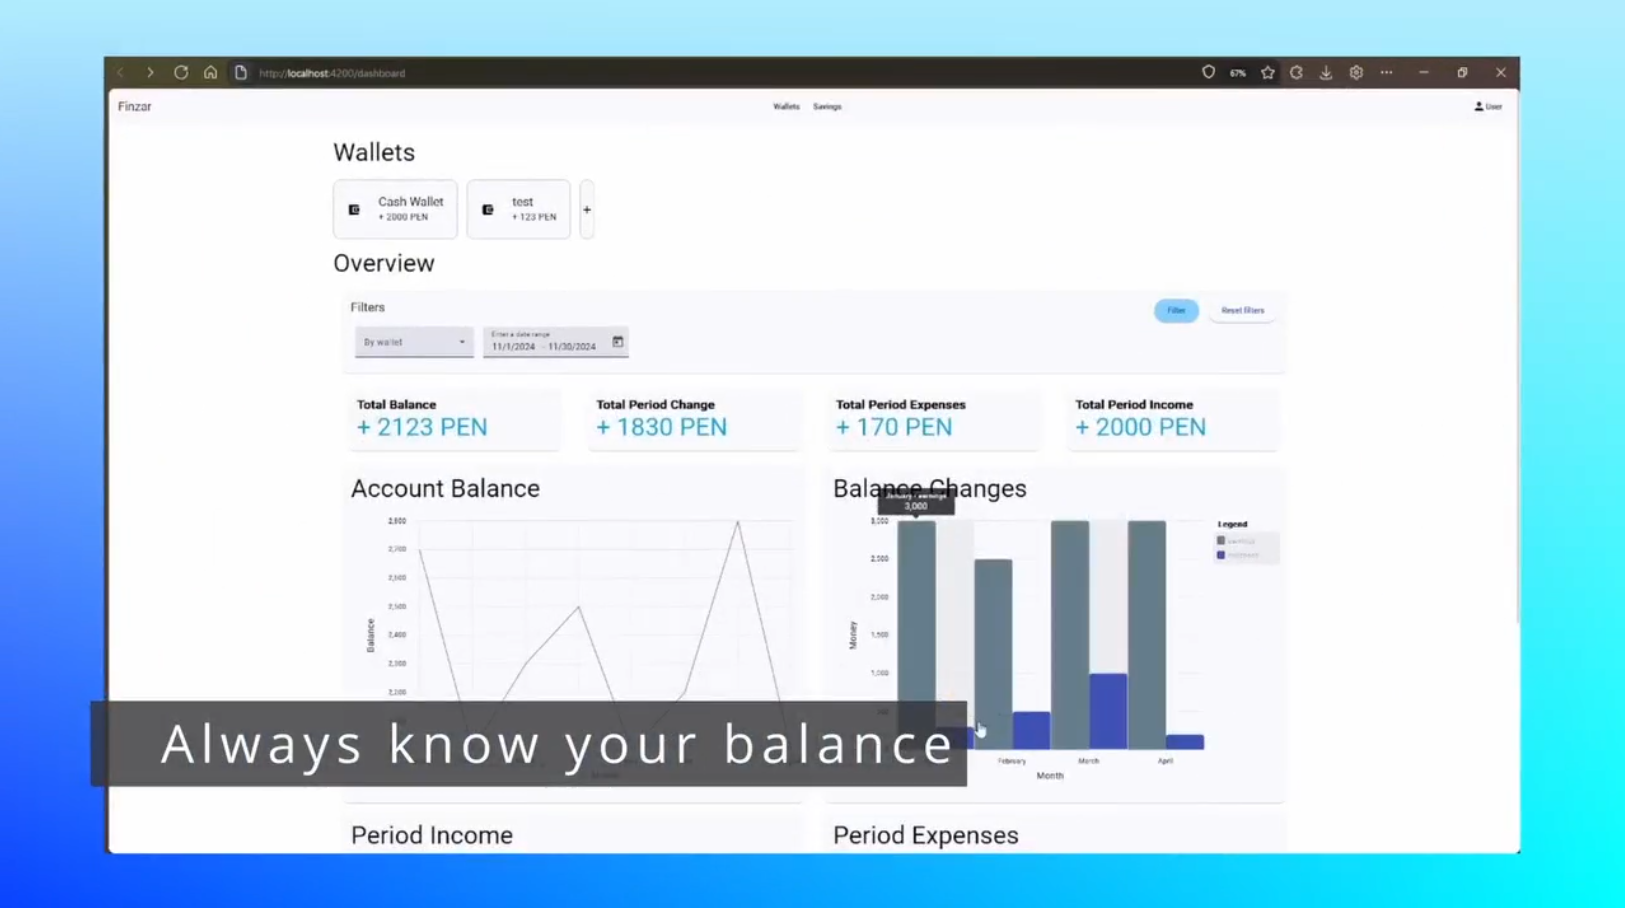 http://localhost:4200/dashboard
67%
Finzar
Wallets Savings
User
Wallets
Cash Wallet
+ 2000 PEN
test
+ 123 PEN
+
Overview
Filters
Filter
Reset filters
By wallet
Enter a date range
11/1/2024 - 11/30/2024
Total Balance
+ 2123 PEN
Total Period Change
+ 1830 PEN
Total Period Expenses
+ 170 PEN
Total Period Income
+ 2000 PEN
Account Balance
2,800
2,700
2,600
2,500
2,400
2,300
2,200
Balance
Balance Changes
3,000
3,000
2,500
2,000
1,500
1,000
Money
February
March
April
Month
Legend
Always know your balance
Period Income
Period Expenses